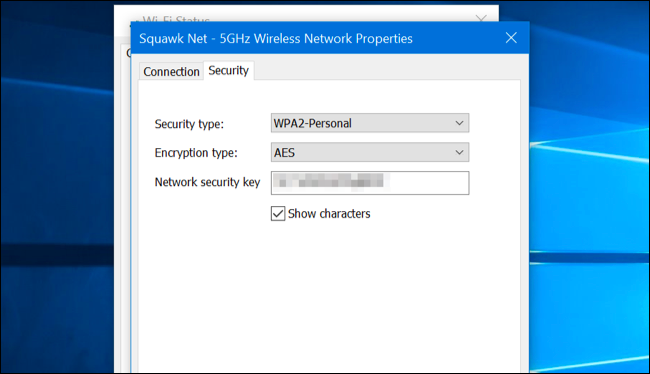 Wi-Fi Status
Squawk Net - 5GHz Wireless Network Properties
Connection
Security
Security type:
WPA2-Personal
Encryption type:
AES
Network security key
Show characters